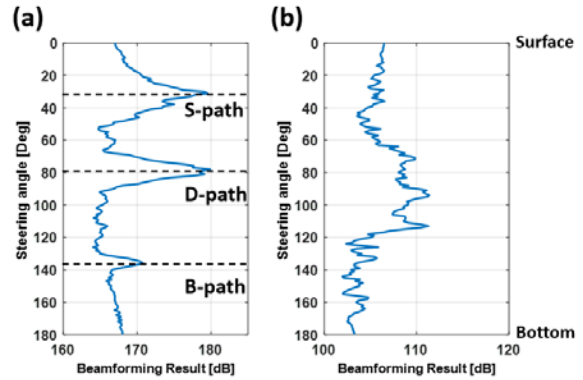 (a)
(b)
0
20
40
60
80
100
120
140
160
180
Steering angle [Deg]
S-path
D-path
B-path
160
170
180
Beamforming Result [dB]
0
20
40
60
80
100
120
140
160
180
Steering angle [Deg]
Surface
Bottom
100
110
120
Beamforming Result [dB]